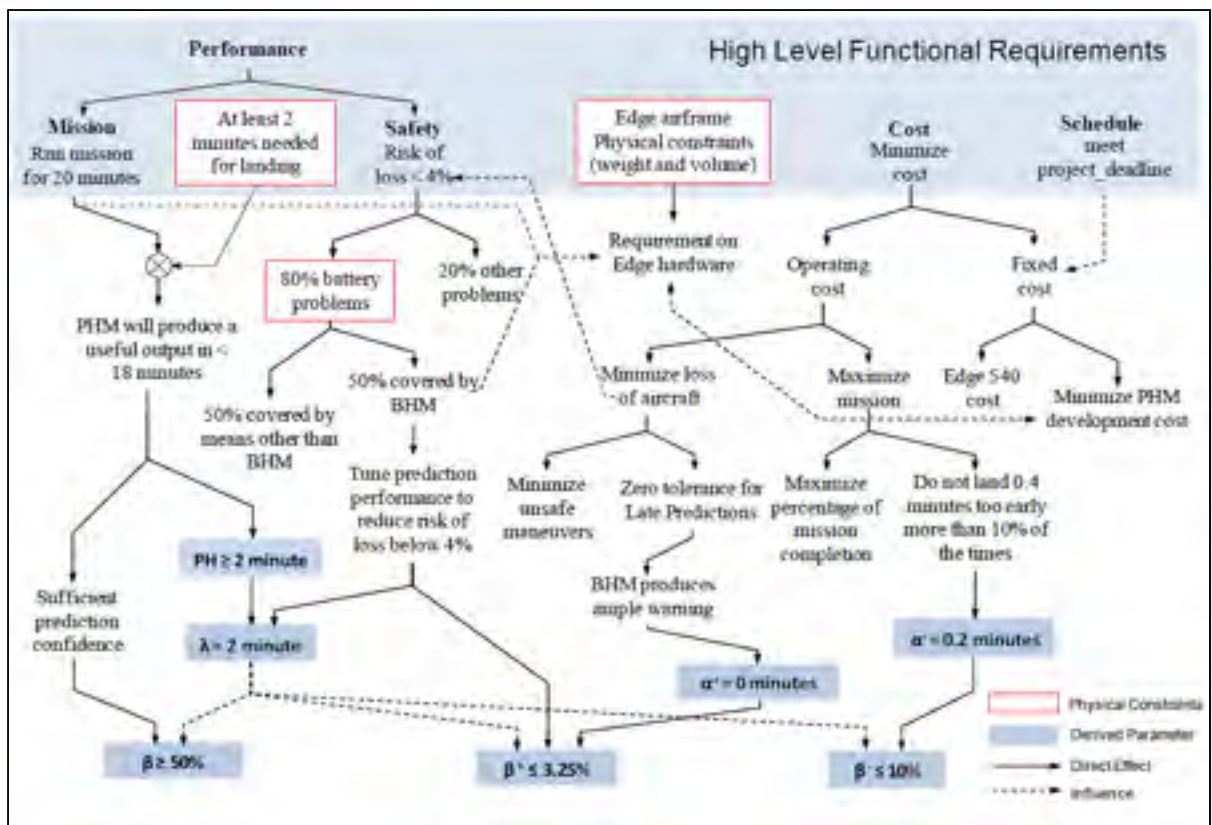 Performance
High Level Functional Requirements
Mission
Run mission
for 20 minutes
At least 2
minutes needed
for landing
Safety
Risk of
loss < 4%
Edge airframe
Physical constraints
(weight and volume)
Cost
Minimize
cost
Schedule
meet
project_deadline
80% battery
problems
20% other
problems
Requirement on
Edge hardware
Operating
cost
Fixed
cost
PHM will produce a
useful output in <
18 minutes
50% covered by
means other than
BHM
50% covered by
BHM
Minimize loss
of aircraft
Maximize
mission
Edge 540
cost
Minimize PHM
development cost
Tune prediction
performance to
reduce risk of
loss below 4%
Minimize
unsafe
maneuvers
Zero tolerance for
Late Predictions
Maximize
percentage of
mission
completion
Do not land 0.4
minutes too early
more than 10% of
the times
PH ≥ 2 minute
Sufficient
prediction
confidence
BHM produces
ample warning
λ = 2 minute
α⁻ = 0.2 minutes
α⁺ = 0 minutes
β ≥ 50%
β⁺ ≤ 3.25%
β⁻ ≤ 10%
Physical Constraints
Derived Parameter
Direct Effect
Influence